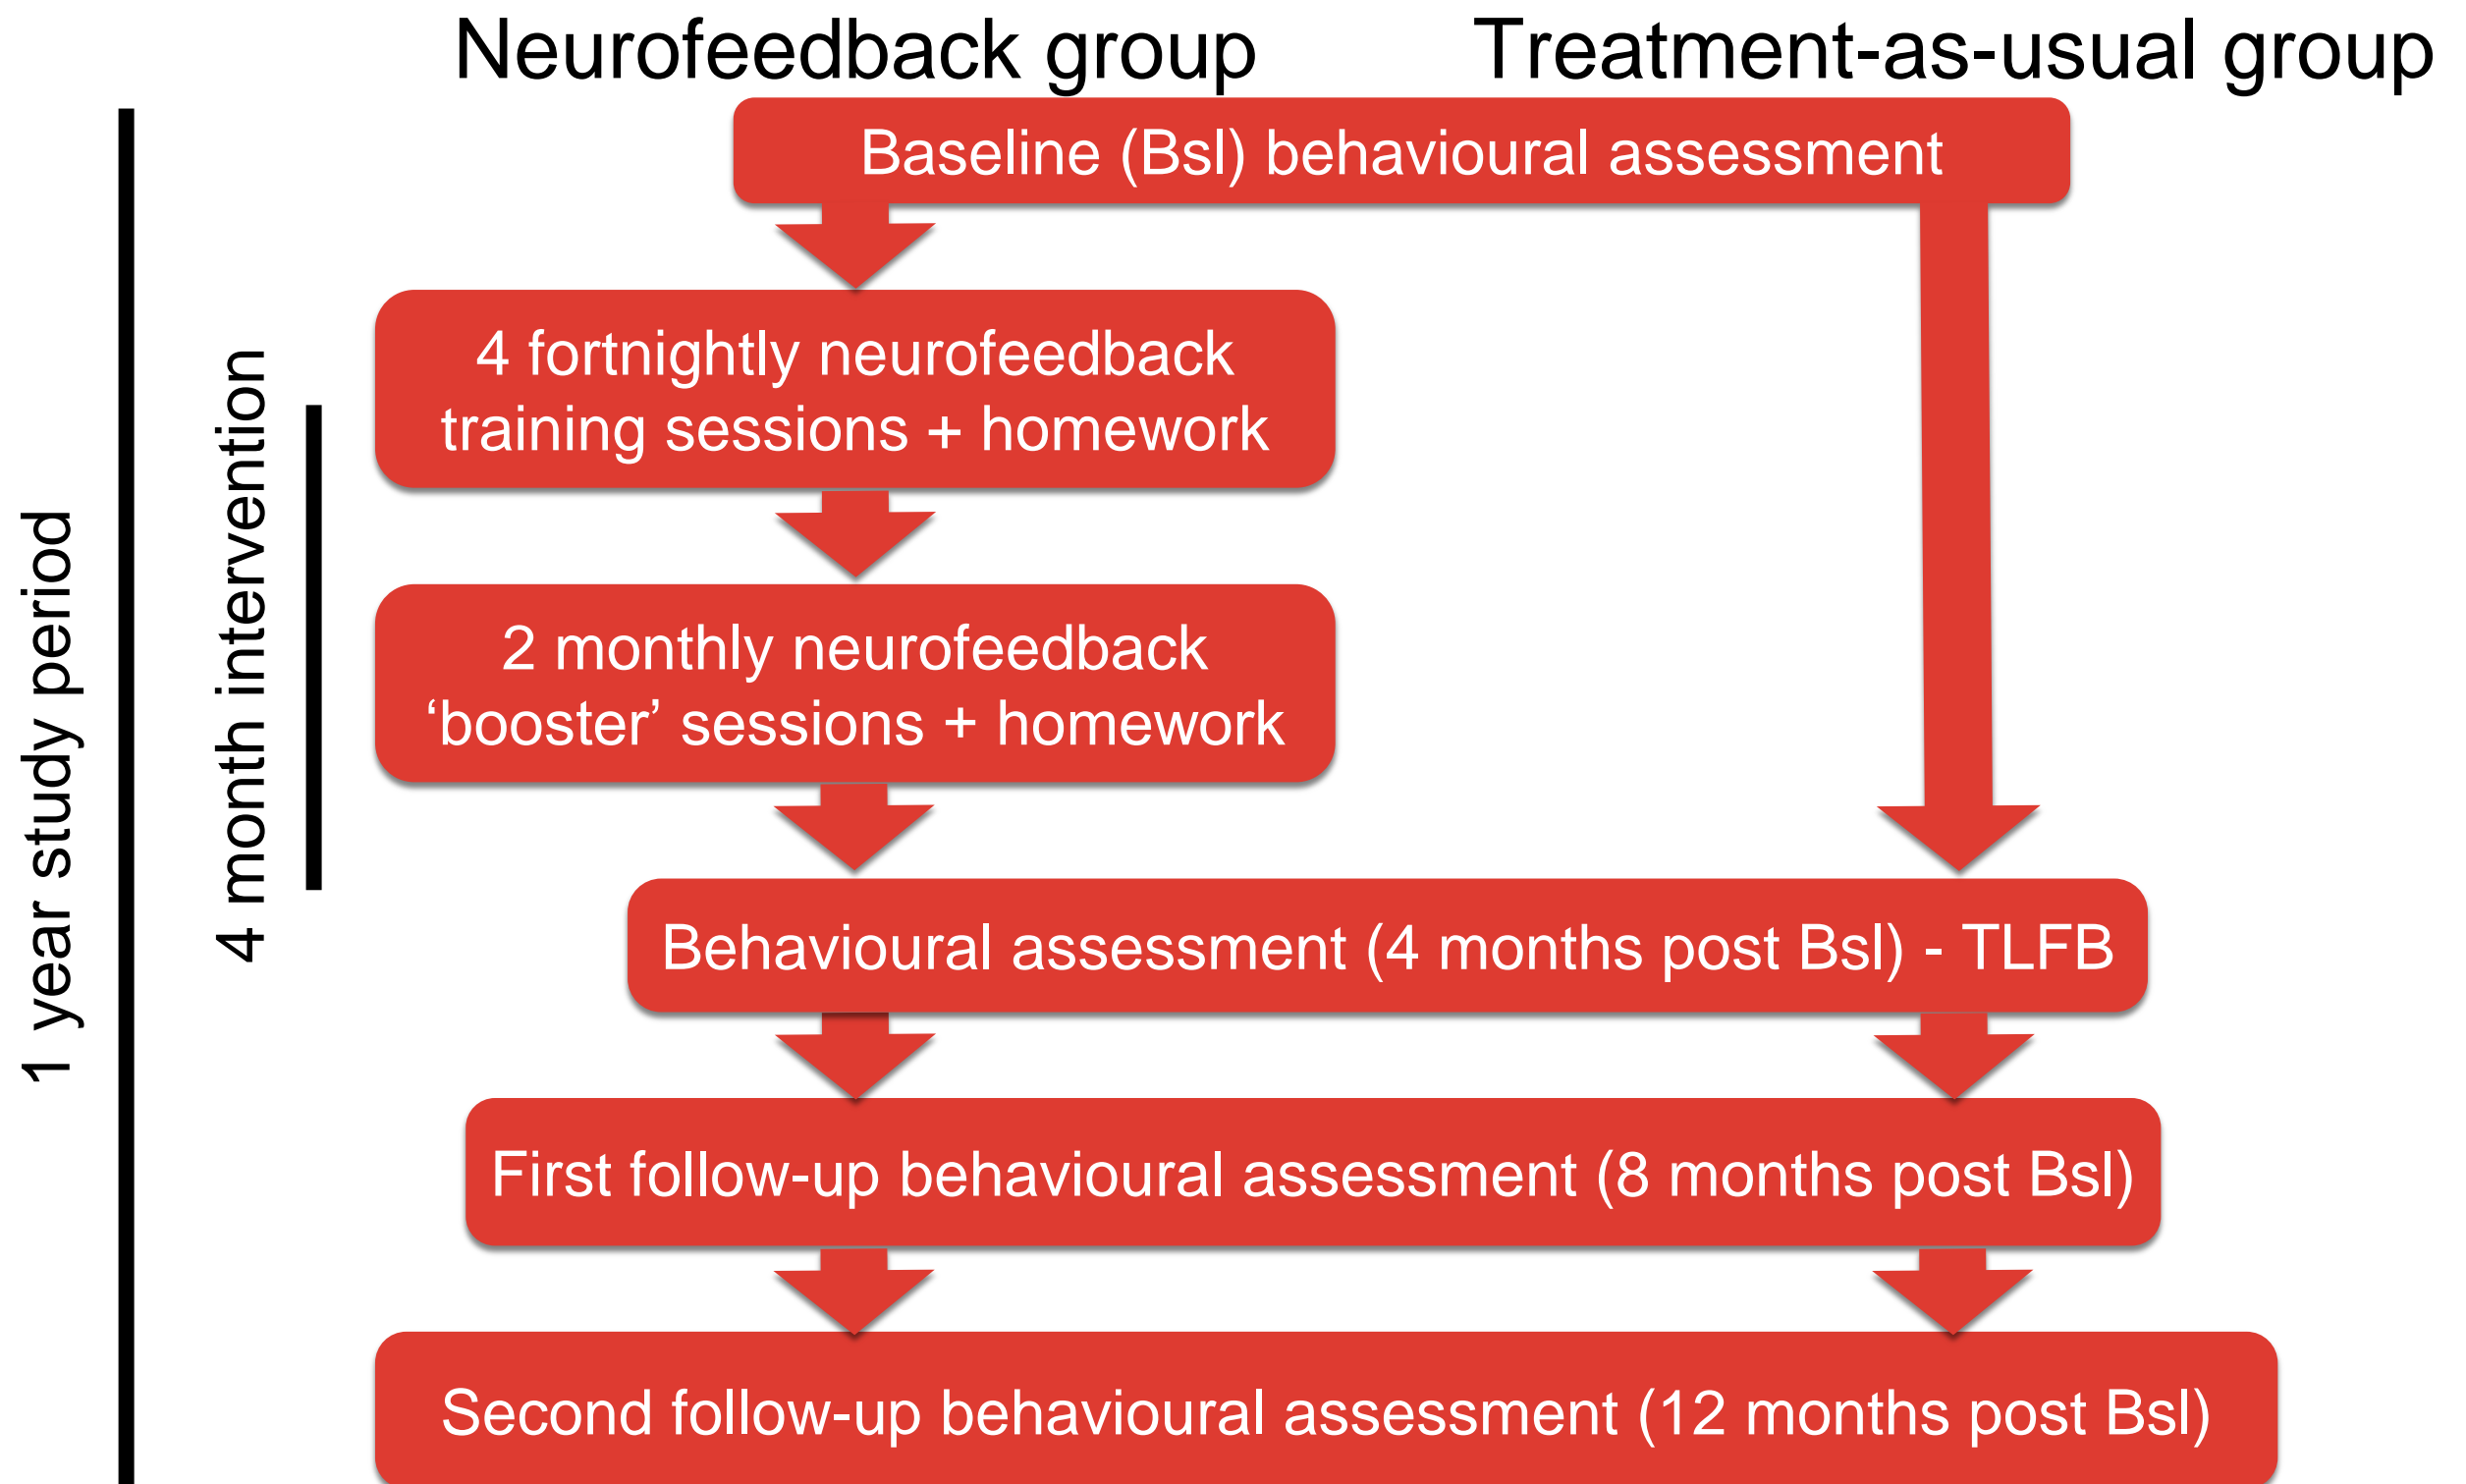 Neurofeedback group
Treatment-as-usual group
Baseline (Bsl) behavioural assessment
1 year study period
4 month intervention
4 fortnightly neurofeedback
training sessions + homework
2 monthly neurofeedback
‘booster’ sessions + homework
Behavioural assessment (4 months post Bsl) - TLFB
First follow-up behavioural assessment (8 months post Bsl)
Second follow-up behavioural assessment (12 months post Bsl)